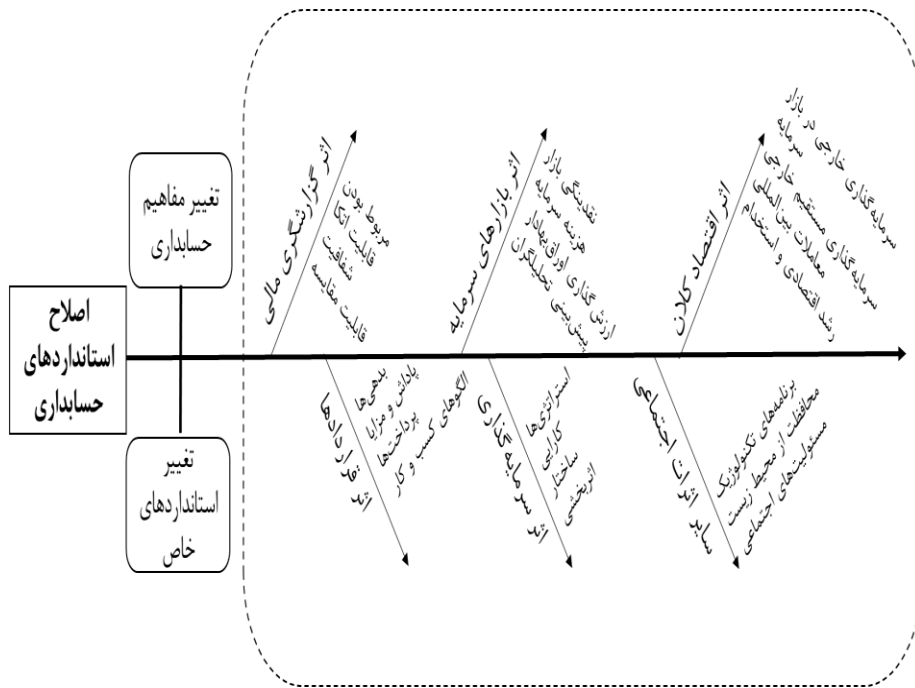 اصلاح
استانداردهای
حسابداری
تغییر مفاهیم
حسابداری
تغییر
استانداردهای
خاص
اثر گزارشگری مالی
مربوط بودن
قابلیت اتکا
شفافیت
قابلیت مقایسه
اثر بازارهای سرمایه
نقدینگی بازار
هزینه سرمایه
ارزش گذاری اوراق بهادار
پیش بینی تحلیلگران
اثر اقتصاد کلان
سرمایه گذاری خارجی در بازار
سرمایه
سرمایه گذاری مستقیم خارجی
معاملات بین المللی
رشد اقتصادی و استخدام
اثر قراردادها
بدهی‌ها
پاداش و مزایا
پرداخت‌ها
الگوهای کسب و کار
اثر سرمایه گذاری
استراتژی‌ها
کارایی
ساختار
اثربخشی
سایر اثرات اجتماعی
برنامه‌های تکنولوژیک
محافظت از محیط زیست
مسئولیت‌های اجتماعی